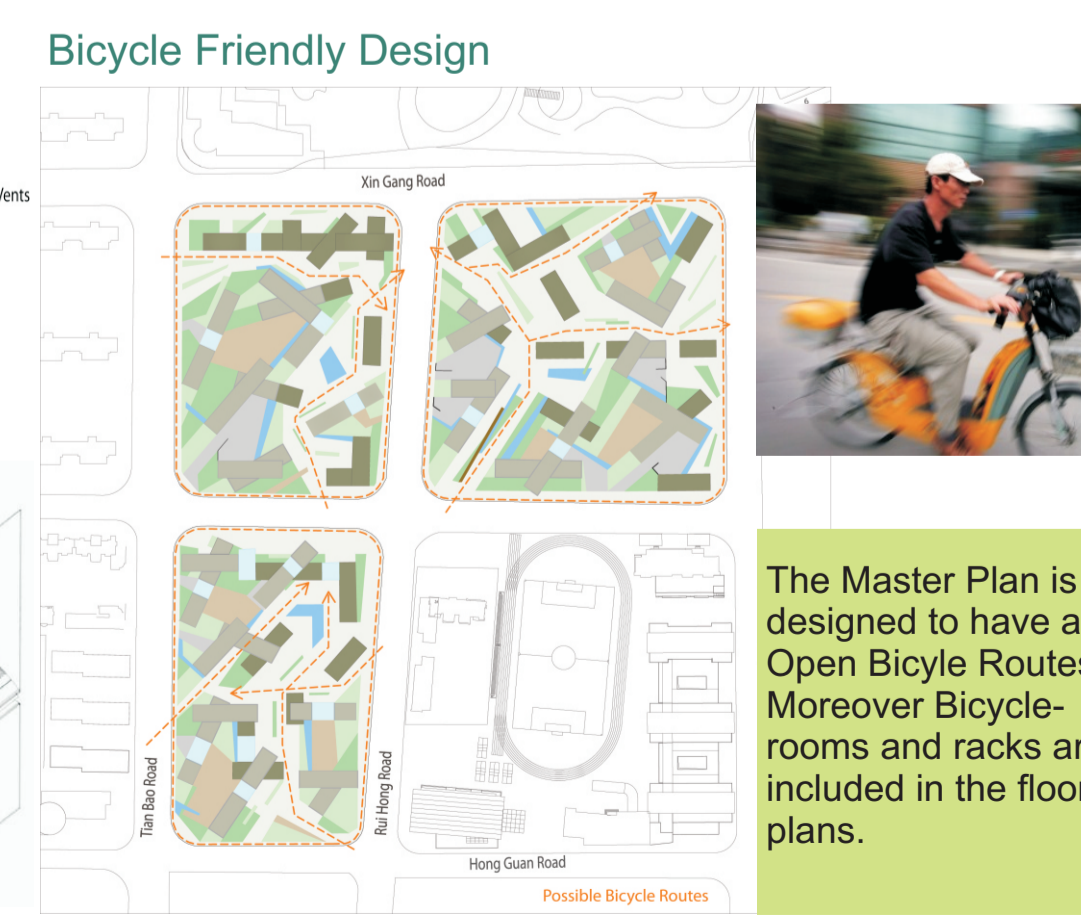 Bicycle Friendly Design
Vents
Xin Gang Road
Tian Bao Road
Rui Hong Road
Hong Guan Road
Possible Bicycle Routes
The Master Plan is
designed to have a
Open Bicyle Routes
Moreover Bicycle-
rooms and racks ar
included in the floor
plans.